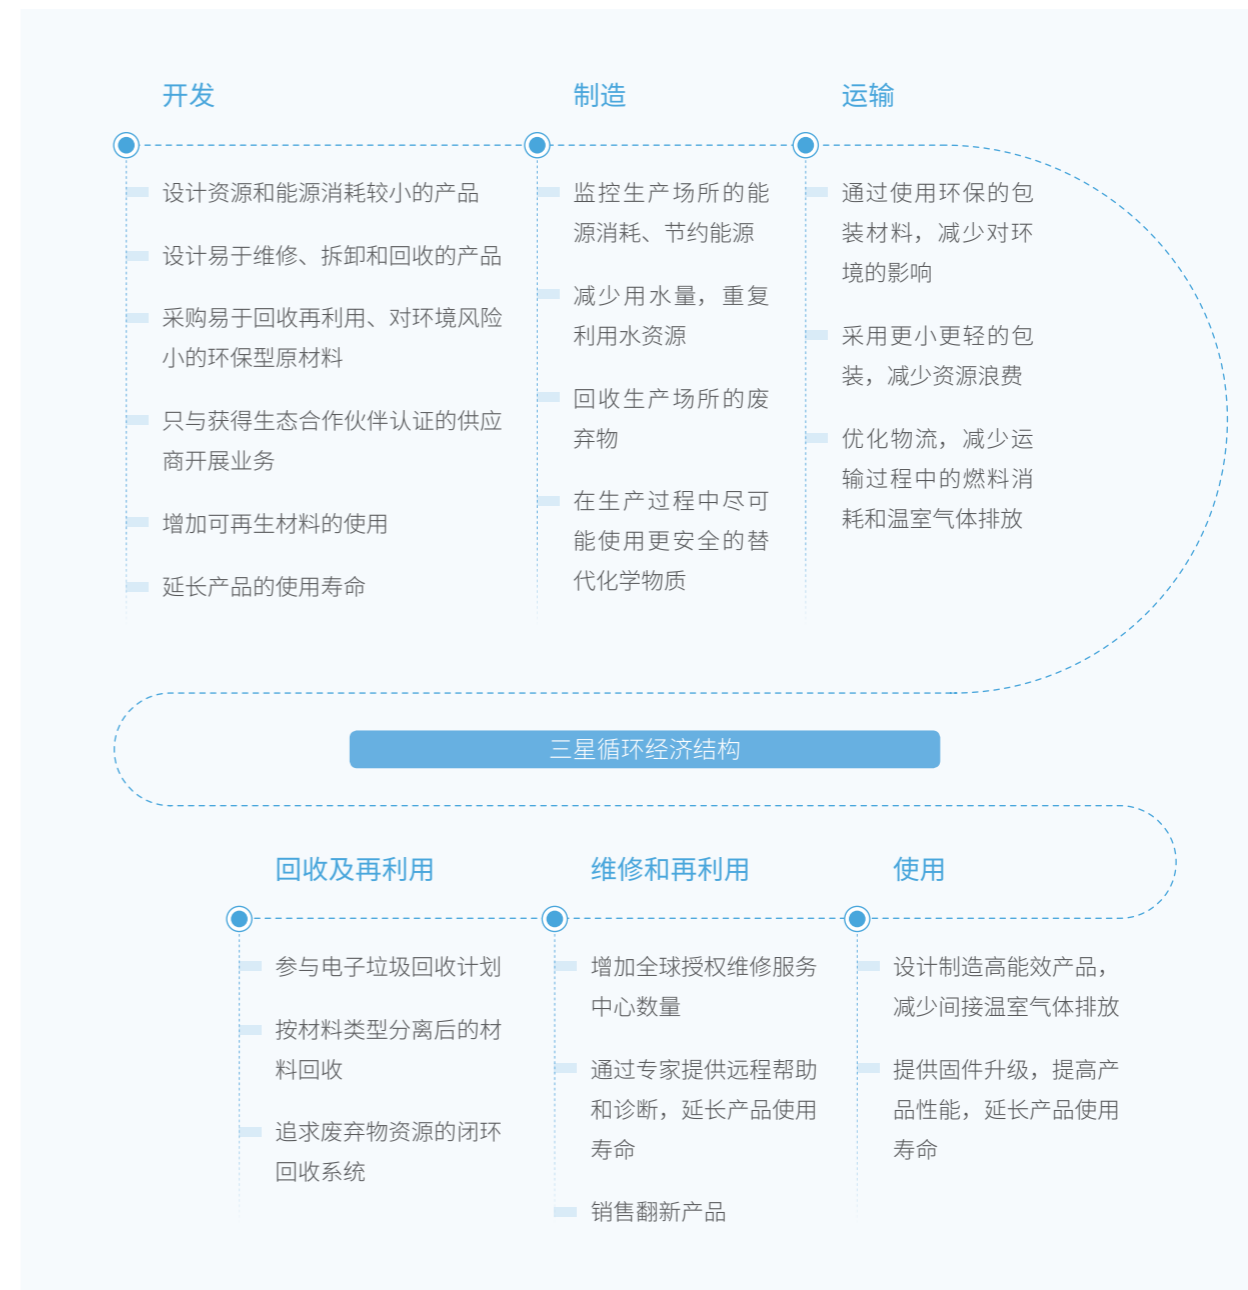 开发
设计资源和能源消耗较小的产品
设计易于维修、拆卸和回收的产品
采购易于回收再利用、对环境风险
小的环保型原材料
只与获得生态合作伙伴认证的供应
商开展业务
增加可再生材料的使用
延长产品的使用寿命
制造
监控生产场所的能
源消耗、节约能源
减少用水量，重复
利用水资源
回收生产场所的废
弃物
在生产过程中尽可
能使用更安全的替
代化学物质
运输
通过使用环保的包
装材料，减少对环
境的影响
采用更小更轻的包
装，减少资源浪费
优化物流，减少运
输过程中的燃料消
耗和温室气体排放
三星循环经济结构
回收及再利用
参与电子垃圾回收计划
按材料类型分离后的材
料回收
追求废弃物资源的闭环
回收系统
维修和再利用
增加全球授权维修服务
中心数量
通过专家提供远程帮助
和诊断，延长产品使用
寿命
销售翻新产品
使用
设计制造高能效产品，
减少间接温室气体排放
提供固件升级，提高产
品性能，延长产品使用
寿命